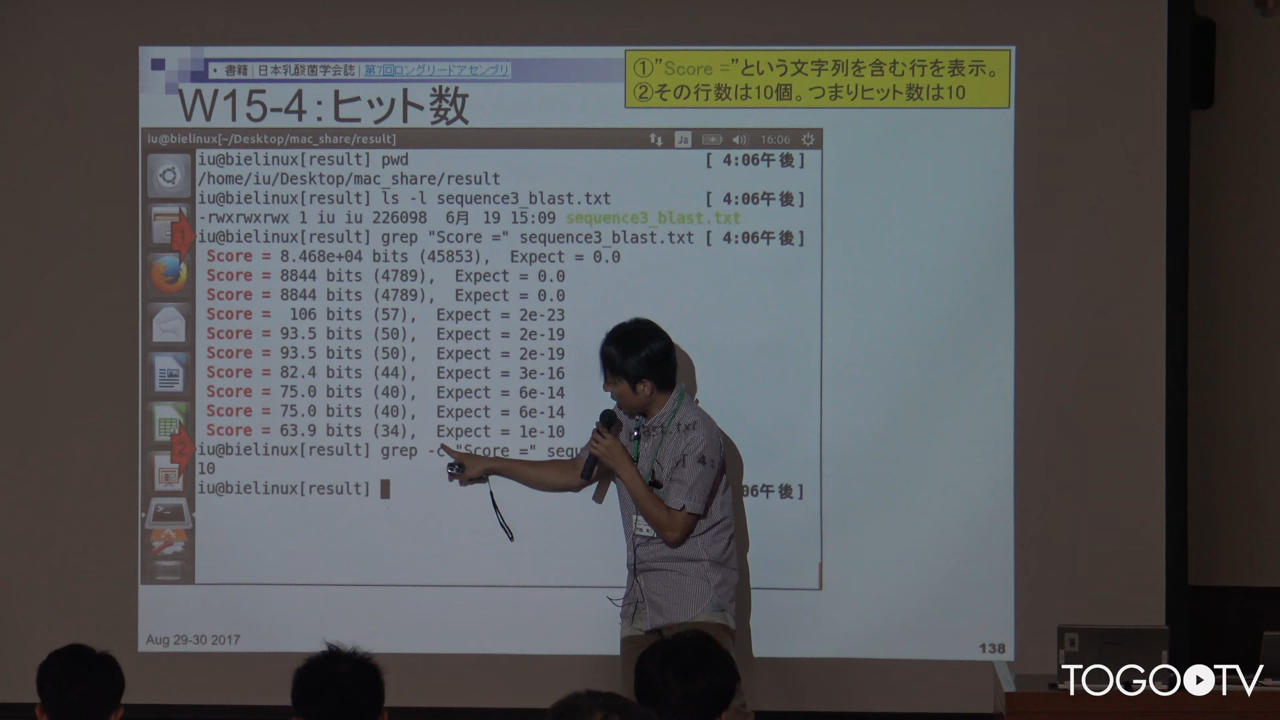 ・書籍｜日本乳酸菌学会誌｜第7回ロングリードアセンブリ
①"Score ="という文字列を含む行を表示。
②その行数は10個。つまりヒット数は10
W15-4：ヒット数
iu@bielinux[~/Desktop/mac_share/result]
Ja
16:06
iu@bielinux[result] pwd [ 4:06午後]
/home/iu/Desktop/mac_share/result
iu@bielinux[result] ls -l sequence3_blast.txt [ 4:06午後]
-rwxrwxrwx 1 iu iu 226098 6月 19 15:09 sequence3_blast.txt
1
iu@bielinux[result] grep "Score =" sequence3_blast.txt [ 4:06午後]
Score = 8.468e+04 bits (45853), Expect = 0.0
Score = 8844 bits (4789), Expect = 0.0
Score = 8844 bits (4789), Expect = 0.0
Score = 106 bits (57), Expect = 2e-23
Score = 93.5 bits (50), Expect = 2e-19
Score = 93.5 bits (50), Expect = 2e-19
Score = 82.4 bits (44), Expect = 3e-16
Score = 75.0 bits (40), Expect = 6e-14
Score = 75.0 bits (40), Expect = 6e-14
Score = 63.9 bits (34), Expect = 1e-10
2
iu@bielinux[result] grep -c "Score =" sequ
10
iu@bielinux[result] 06午後]
Aug 29-30 2017
138
TOGO TV